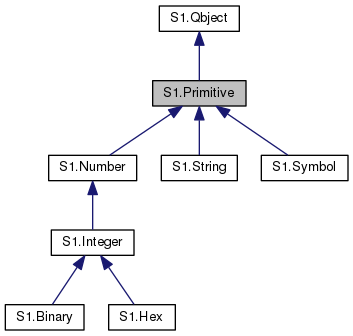 S1.Qbject
S1.Primitive
S1.Number
S1.String
S1.Symbol
S1.Integer
S1.Binary
S1.Hex